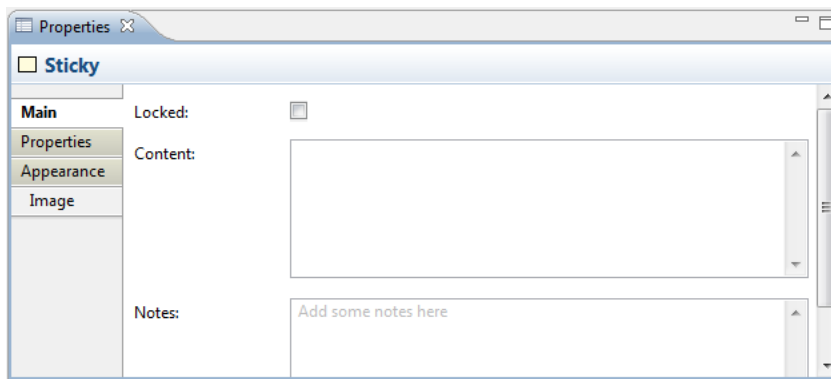 Properties
Sticky
Main
Properties
Appearance
Image
Locked:
Content:
Notes:
Add some notes here